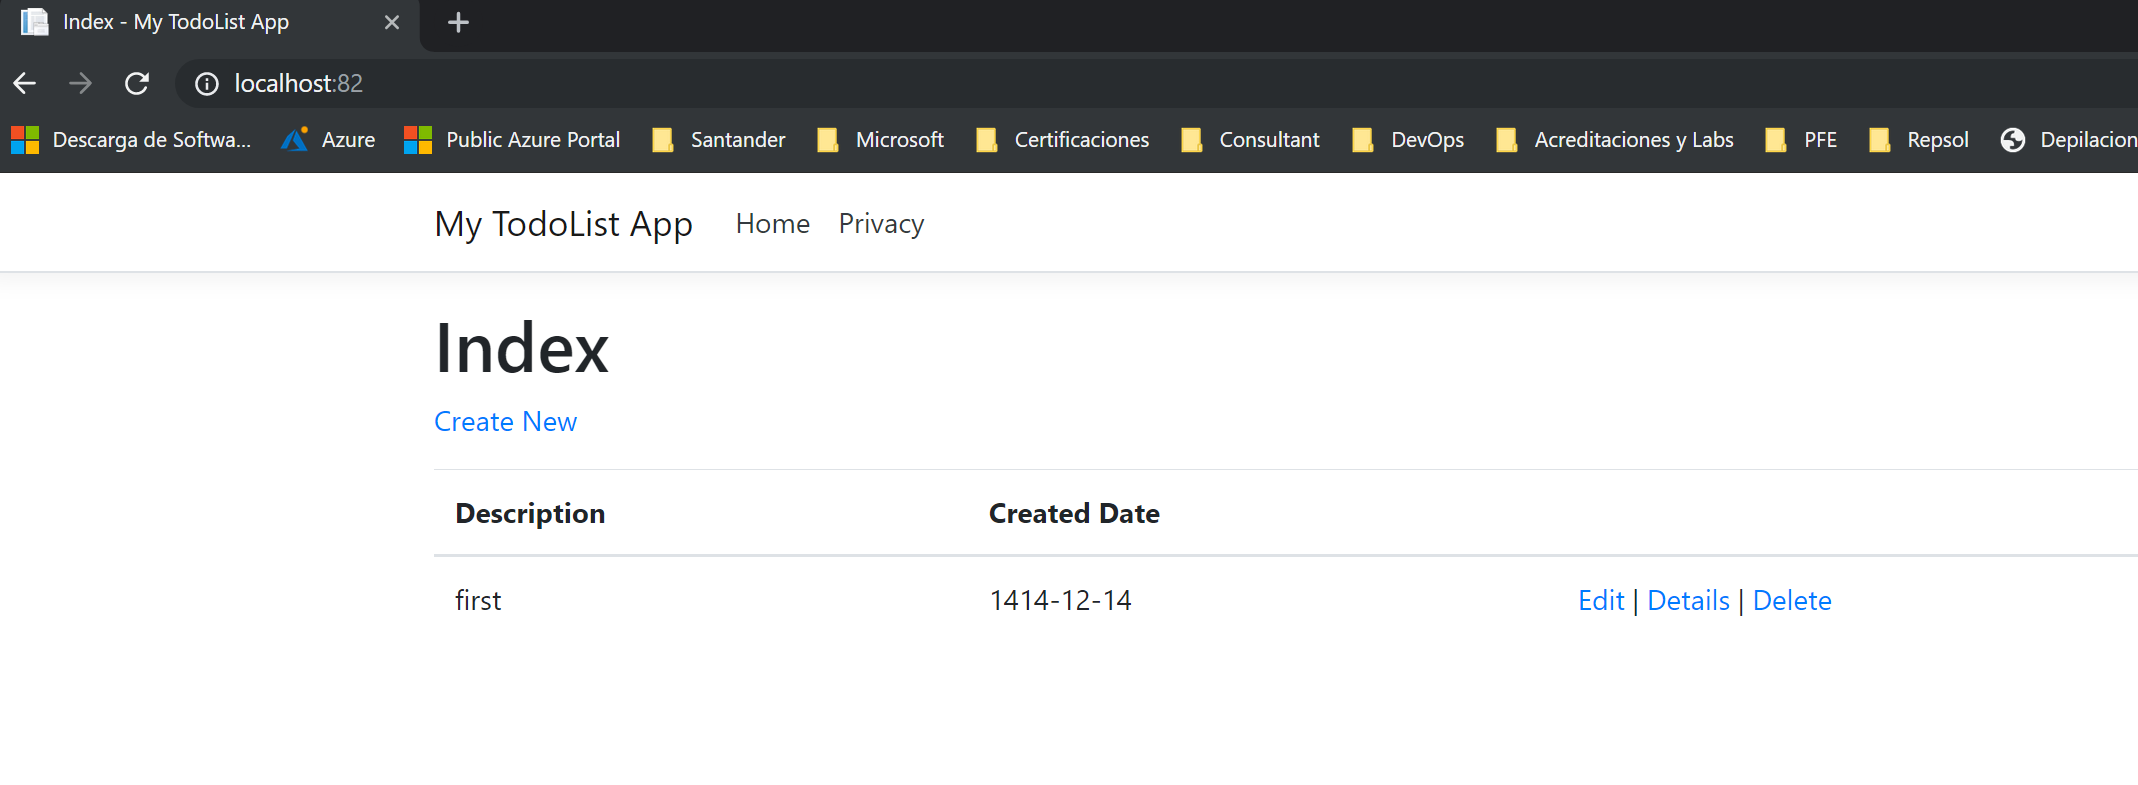 Index - My TodoList App
localhost:82
Descarga de Softwa... Azure Public Azure Portal Santander Microsoft Certificaciones Consultant DevOps Acreditaciones y Labs PFE Repsol Depilacion
My TodoList App Home Privacy
Index
Create New
Description Created Date
first 1414-12-14 Edit | Details | Delete